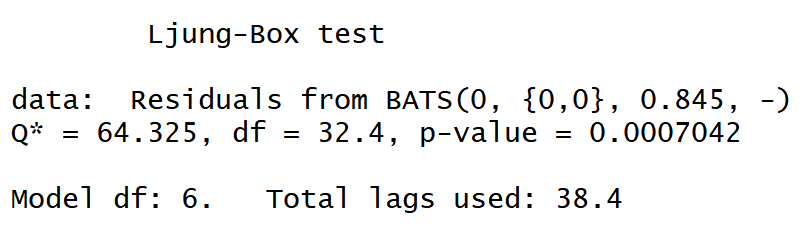 Ljung-Box test
data:  Residuals from BATS(0, {0,0}, 0.845, -)
Q* = 64.325, df = 32.4, p-value = 0.0007042
Model df: 6.   Total lags used: 38.4